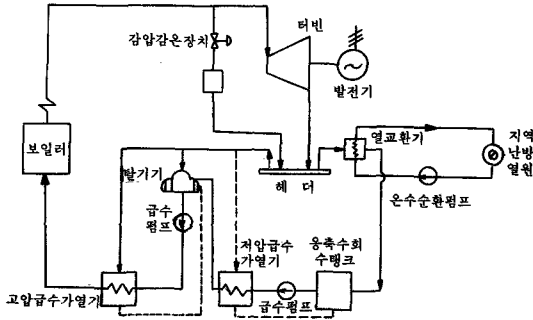 터빈
감압감온장치
발전기
보일러
열교환기
지역
난방
열원
탈기기
헤 더
온수순환펌프
급수
펌프
저압급수
가열기
응축수회
수탱크
고압급수가열기
급수펌프